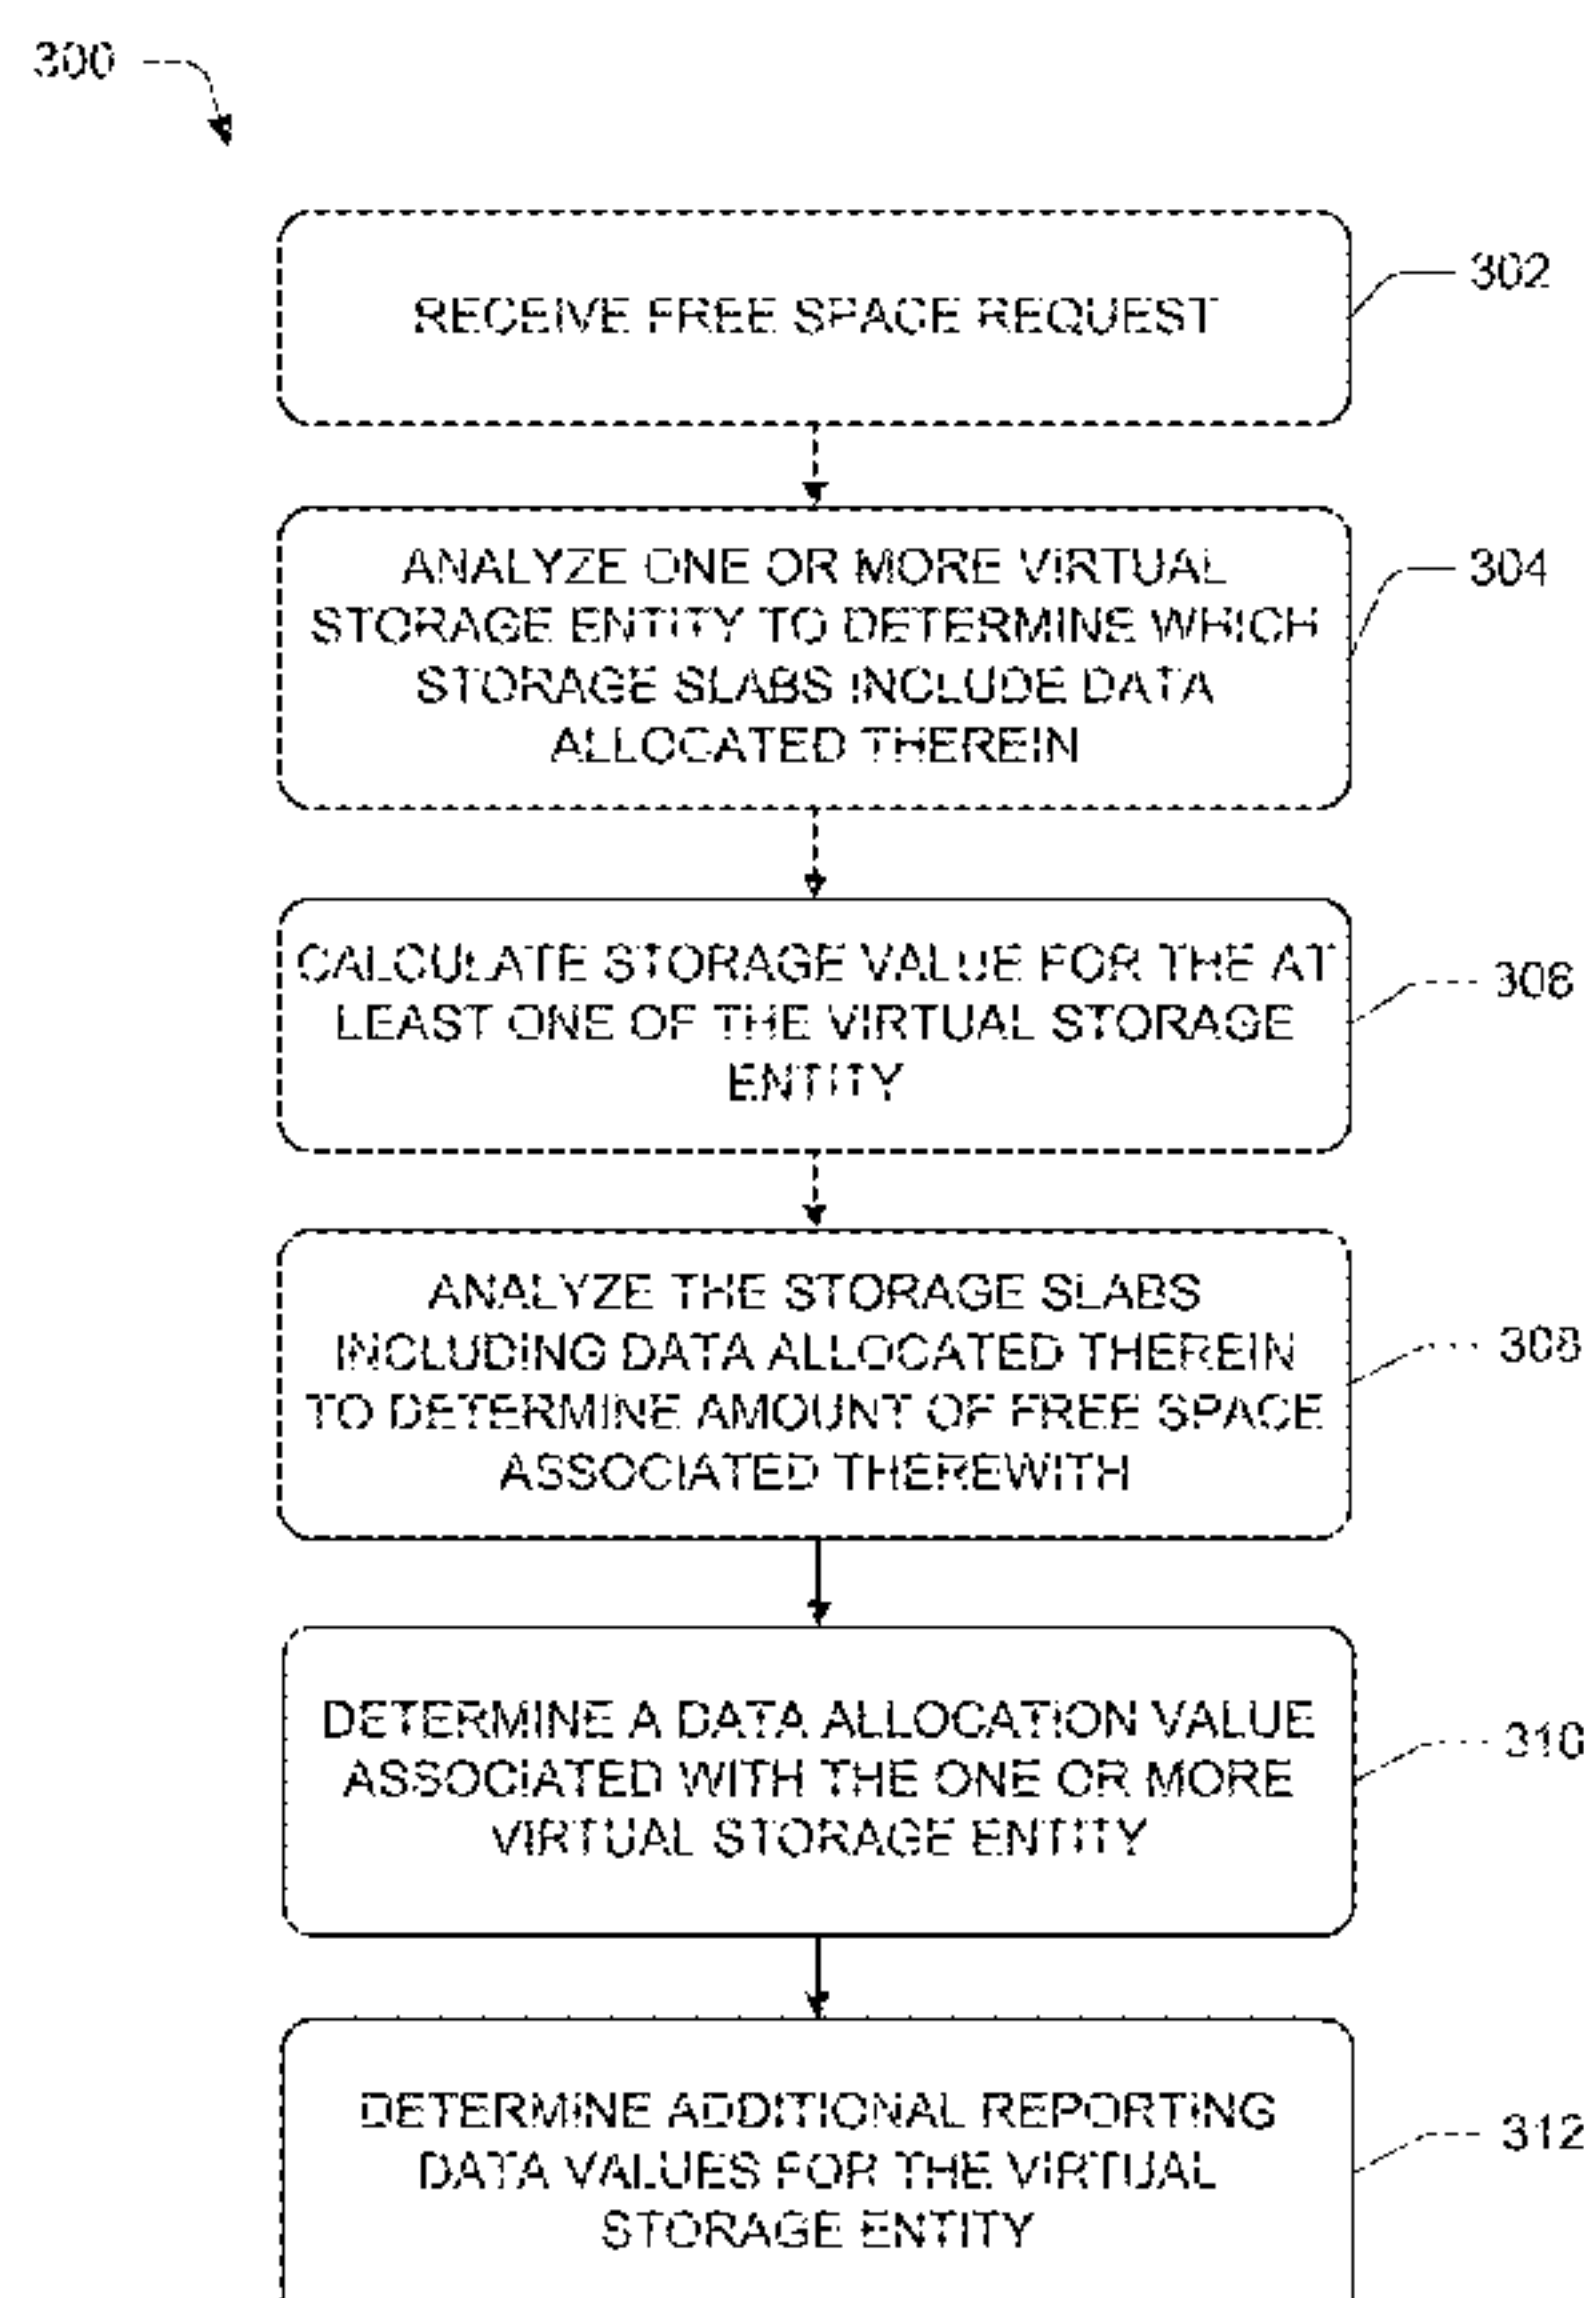 300
RECEIVE FREE SPACE REQUEST
302
ANALYZE ONE OR MORE VIRTUAL
STORAGE ENTITY TO DETERMINE WHICH
STORAGE SLABS INCLUDE DATA
ALLOCATED THEREIN
304
CALCULATE STORAGE VALUE FOR THE AT
LEAST ONE OF THE VIRTUAL STORAGE
ENTITY
306
ANALYZE THE STORAGE SLABS
INCLUDING DATA ALLOCATED THEREIN
TO DETERMINE AMOUNT OF FREE SPACE
ASSOCIATED THEREWITH
308
DETERMINE A DATA ALLOCATION VALUE
ASSOCIATED WITH THE ONE OR MORE
VIRTUAL STORAGE ENTITY
310
DETERMINE ADDITIONAL REPORTING
DATA VALUES FOR THE VIRTUAL
STORAGE ENTITY
312